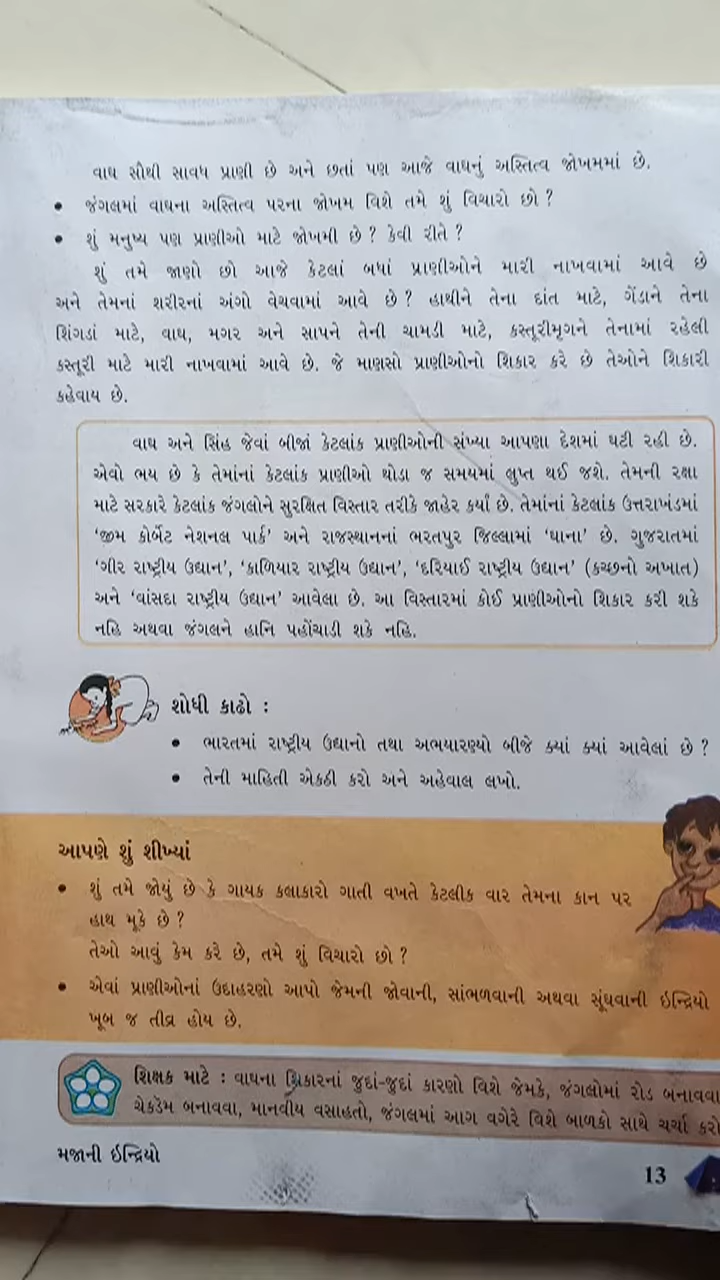 વાઘ સૌથી સાવધ પ્રાણી છે અને છતાં પણ આજે વાઘનું અસ્તિત્વ જોખમમાં છે.
• જંગલમાં વાઘના અસ્તિત્વ પરના જોખમ વિશે તમે શું વિચારો છો ?
• શું મનુષ્ય પણ પ્રાણીઓ માટે જોખમી છે ? કેવી રીતે ?
શું તમે જાણો છો આજે કેટલાં બધાં પ્રાણીઓને મારી નાખવામાં આવે છે
અને તેમનાં શરીરનાં અંગો વેચવામાં આવે છે ? હાથીને તેના દાંત માટે, ગેંડાને તેના
શિંગડાં માટે, વાઘ, મગર અને સાપને તેની ચામડી માટે, કસ્તૂરીમૃગને તેનામાં રહેલી
કસ્તૂરી માટે મારી નાખવામાં આવે છે. જે માણસો પ્રાણીઓનો શિકાર કરે છે તેઓને શિકારી
કહેવાય છે.
વાઘ અને સિંહ જેવાં બીજાં કેટલાંક પ્રાણીઓની સંખ્યા આપણા દેશમાં ઘટી રહી છે.
એવો ભય છે કે તેમાંનાં કેટલાંક પ્રાણીઓ થોડા જ સમયમાં લુપ્ત થઈ જશે. તેમની રક્ષા
માટે સરકારે કેટલાંક જંગલોને સુરક્ષિત વિસ્તાર તરીકે જાહેર કર્યાં છે. તેમાંનાં કેટલાંક ઉત્તરાખંડમાં
‘જીમ કોર્બેટ નેશનલ પાર્ક’ અને રાજસ્થાનનાં ભરતપુર જિલ્લામાં ‘ઘાના’ છે. ગુજરાતમાં
‘ગીર રાષ્ટ્રીય ઉદ્યાન’, ‘કાળિયાર રાષ્ટ્રીય ઉદ્યાન’, ‘દરિયાઈ રાષ્ટ્રીય ઉદ્યાન’ (કચ્છનો અખાત)
અને ‘વાંસદા રાષ્ટ્રીય ઉદ્યાન’ આવેલા છે. આ વિસ્તારમાં કોઈ પ્રાણીઓનો શિકાર કરી શકે
નહિ અથવા જંગલને હાનિ પહોંચાડી શકે નહિ.
શોધી કાઢો :
• ભારતમાં રાષ્ટ્રીય ઉદ્યાનો તથા અભયારણ્યો બીજે ક્યાં ક્યાં આવેલાં છે ?
• તેની માહિતી એકઠી કરો અને અહેવાલ લખો.
આપણે શું શીખ્યાં
• શું તમે જોયું છે કે ગાયક કલાકારો ગાતી વખતે કેટલીક વાર તેમના કાન પર
હાથ મૂકે છે ?
તેઓ આવું કેમ કરે છે, તમે શું વિચારો છો ?
• એવાં પ્રાણીઓનાં ઉદાહરણો આપો જેમની જોવાની, સાંભળવાની અથવા સૂંઘવાની ઇન્દ્રિયો
ખૂબ જ તીવ્ર હોય છે.
શિક્ષક માટે : વાઘના શિકારનાં જુદાં-જુદાં કારણો વિશે જેમકે, જંગલોમાં રોડ બનાવવા
ચેકડેમ બનાવવા, માનવીય વસાહતો, જંગલમાં આગ વગેરે વિશે બાળકો સાથે ચર્ચા કરો
મજાની ઇન્દ્રિયો
13